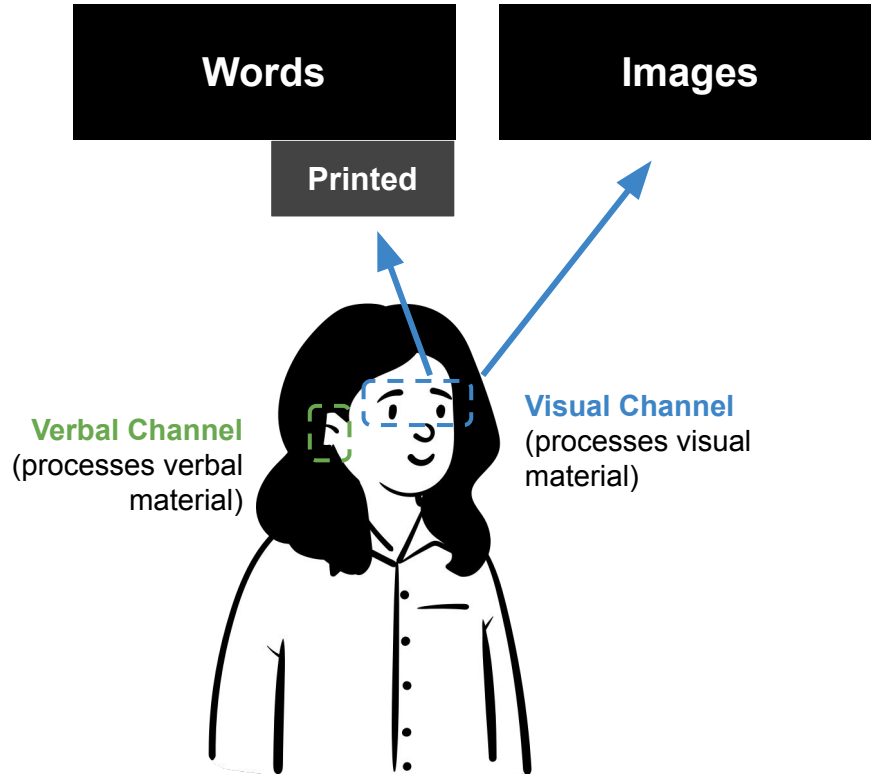 Words
Images
Printed
Verbal Channel
(processes verbal
material)
Visual Channel
(processes visual
material)